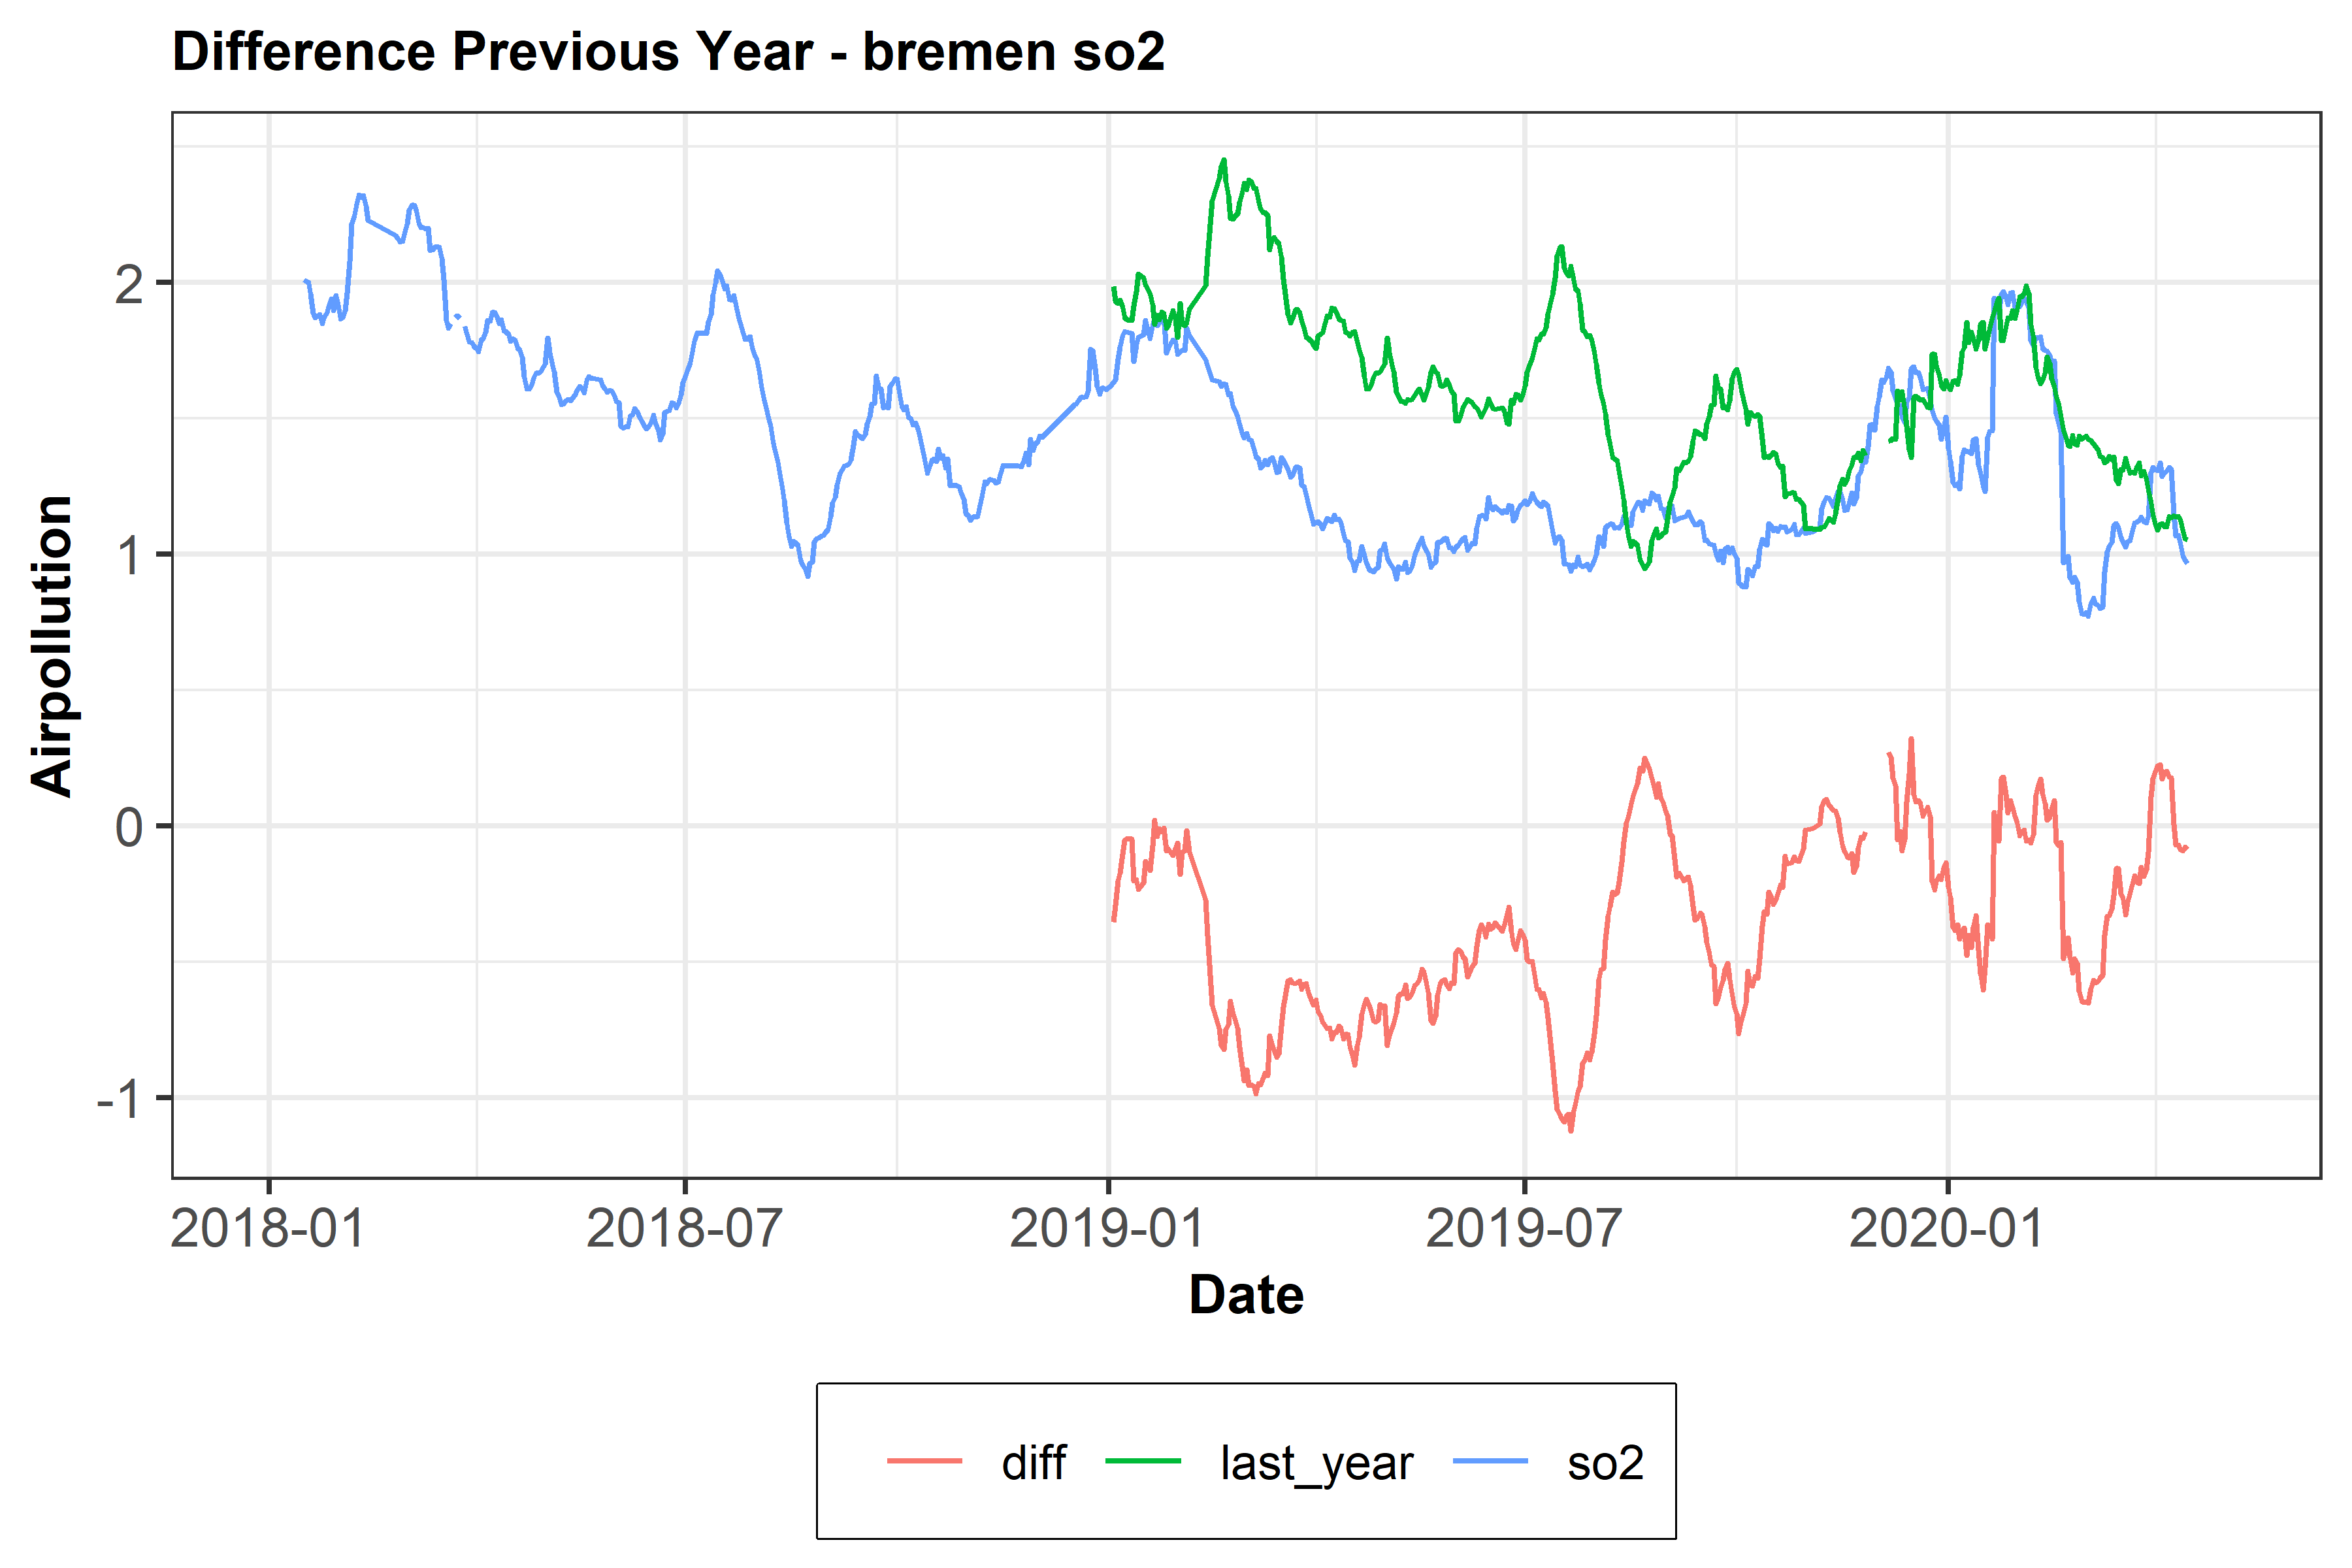 Difference Previous Year - bremen so2
Airpollution
2
1
0
-1
2018-01 2018-07 2019-01 2019-07 2020-01
Date
diff last_year so2